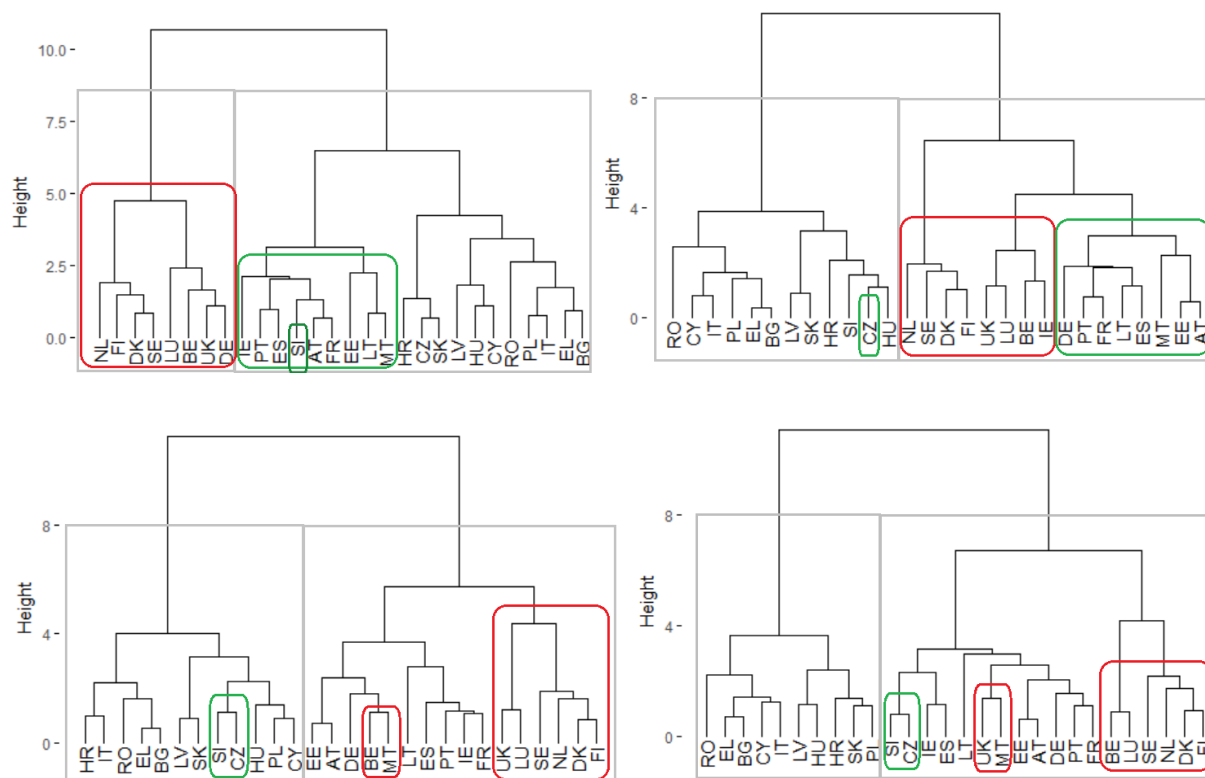 10.0
7.5
5.0
2.5
0.0
Height
NL FI DK SE LU BE UK DE IE PT ES SI AT FR EE LT MT HR CZ SK LV HU CY RO PL IT EL BG
8
4
0
Height
RO CY IT PL EL BG LV SK HR SI CZ HU NL SE DK FI UK LU BE IE DE PT FR LT ES MT EE AT
8
4
0
Height
HR IT RO EL BG LV SK SI CZ HU PL CY EE AT DE BE MT LT ES PT IE FR UK LU SE NL DK FI
8
4
0
Height
RO EL BG CY IT LV HU HR SK PL SI CZ IE ES LT UK MT EE AT DE PT FR BE LU SE NL DK FI